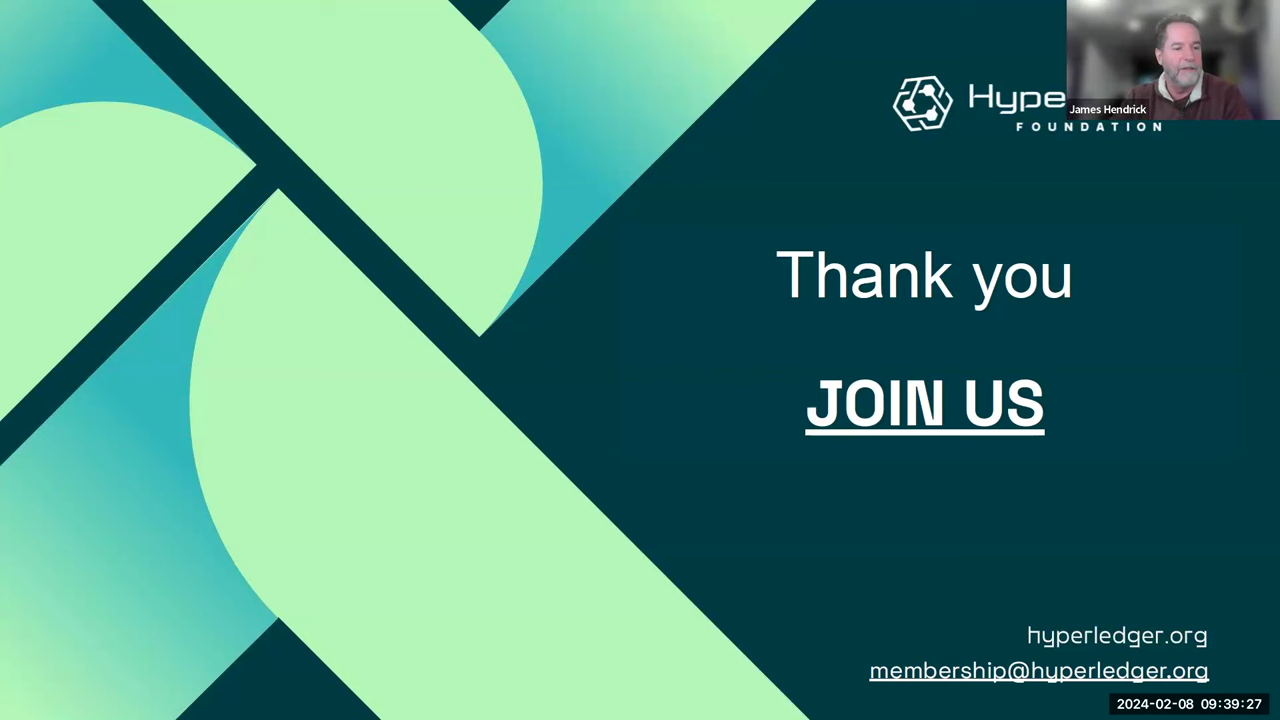 Hype
James Hendrick
FOUNDATION
Thank you
JOIN US
hyperledger.org
membership@hyperledger.org
2024-02-08 09:39:27